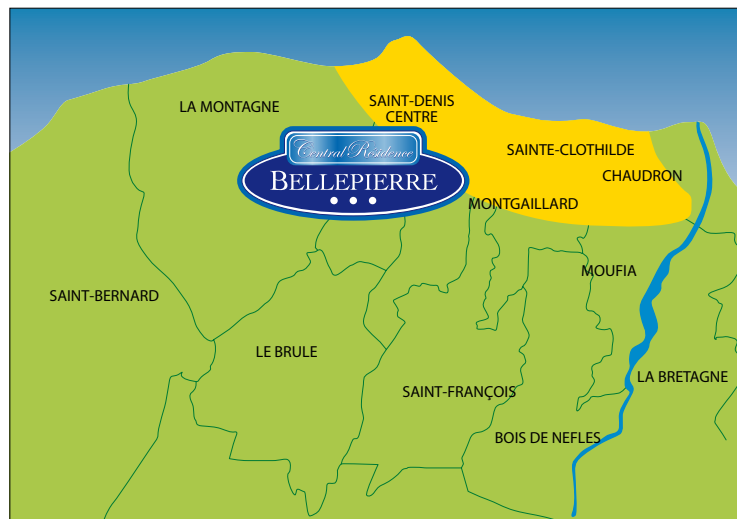 LA MONTAGNE
SAINT-DENIS
CENTRE
Central Résidence
BELLEPIERRE
SAINTE-CLOTHILDE
CHAUDRON
MONTGAILLARD
MOUFIA
SAINT-BERNARD
LE BRULE
SAINT-FRANÇOIS
LA BRETAGNE
BOIS DE NEFLES